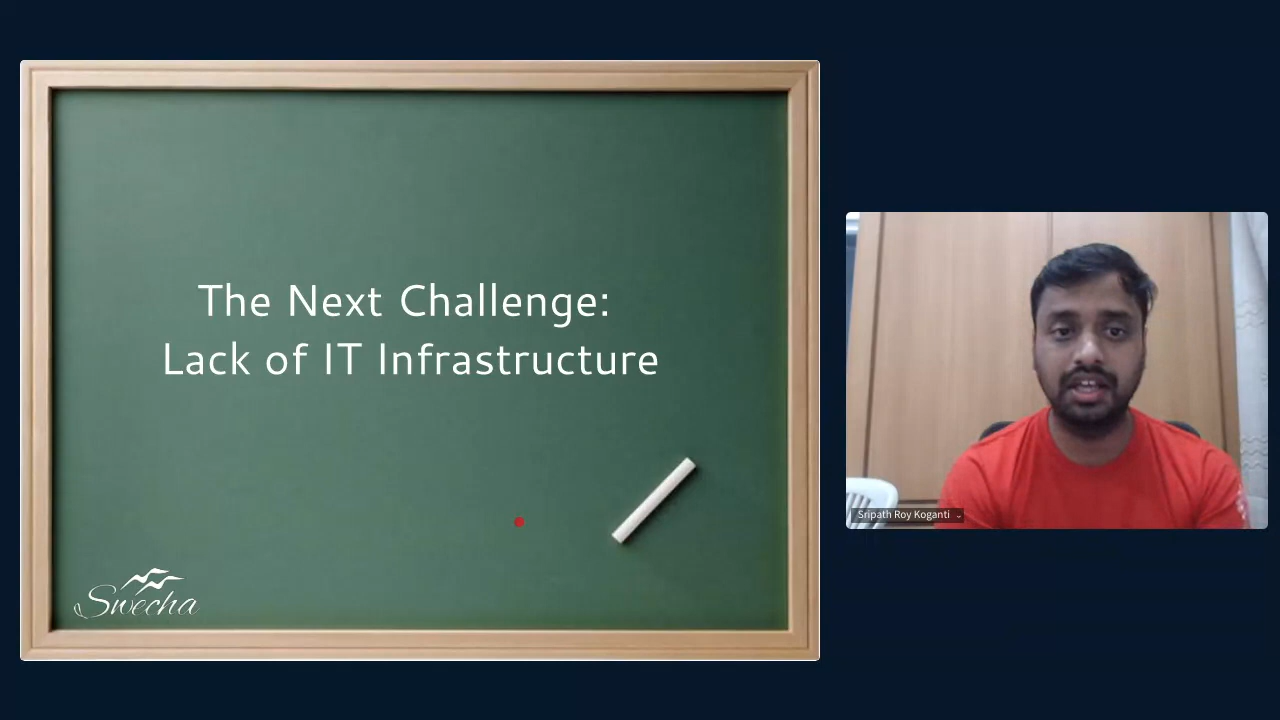 The Next Challenge:
Lack of IT Infrastructure
Swecha
Sripath Roy Koganti